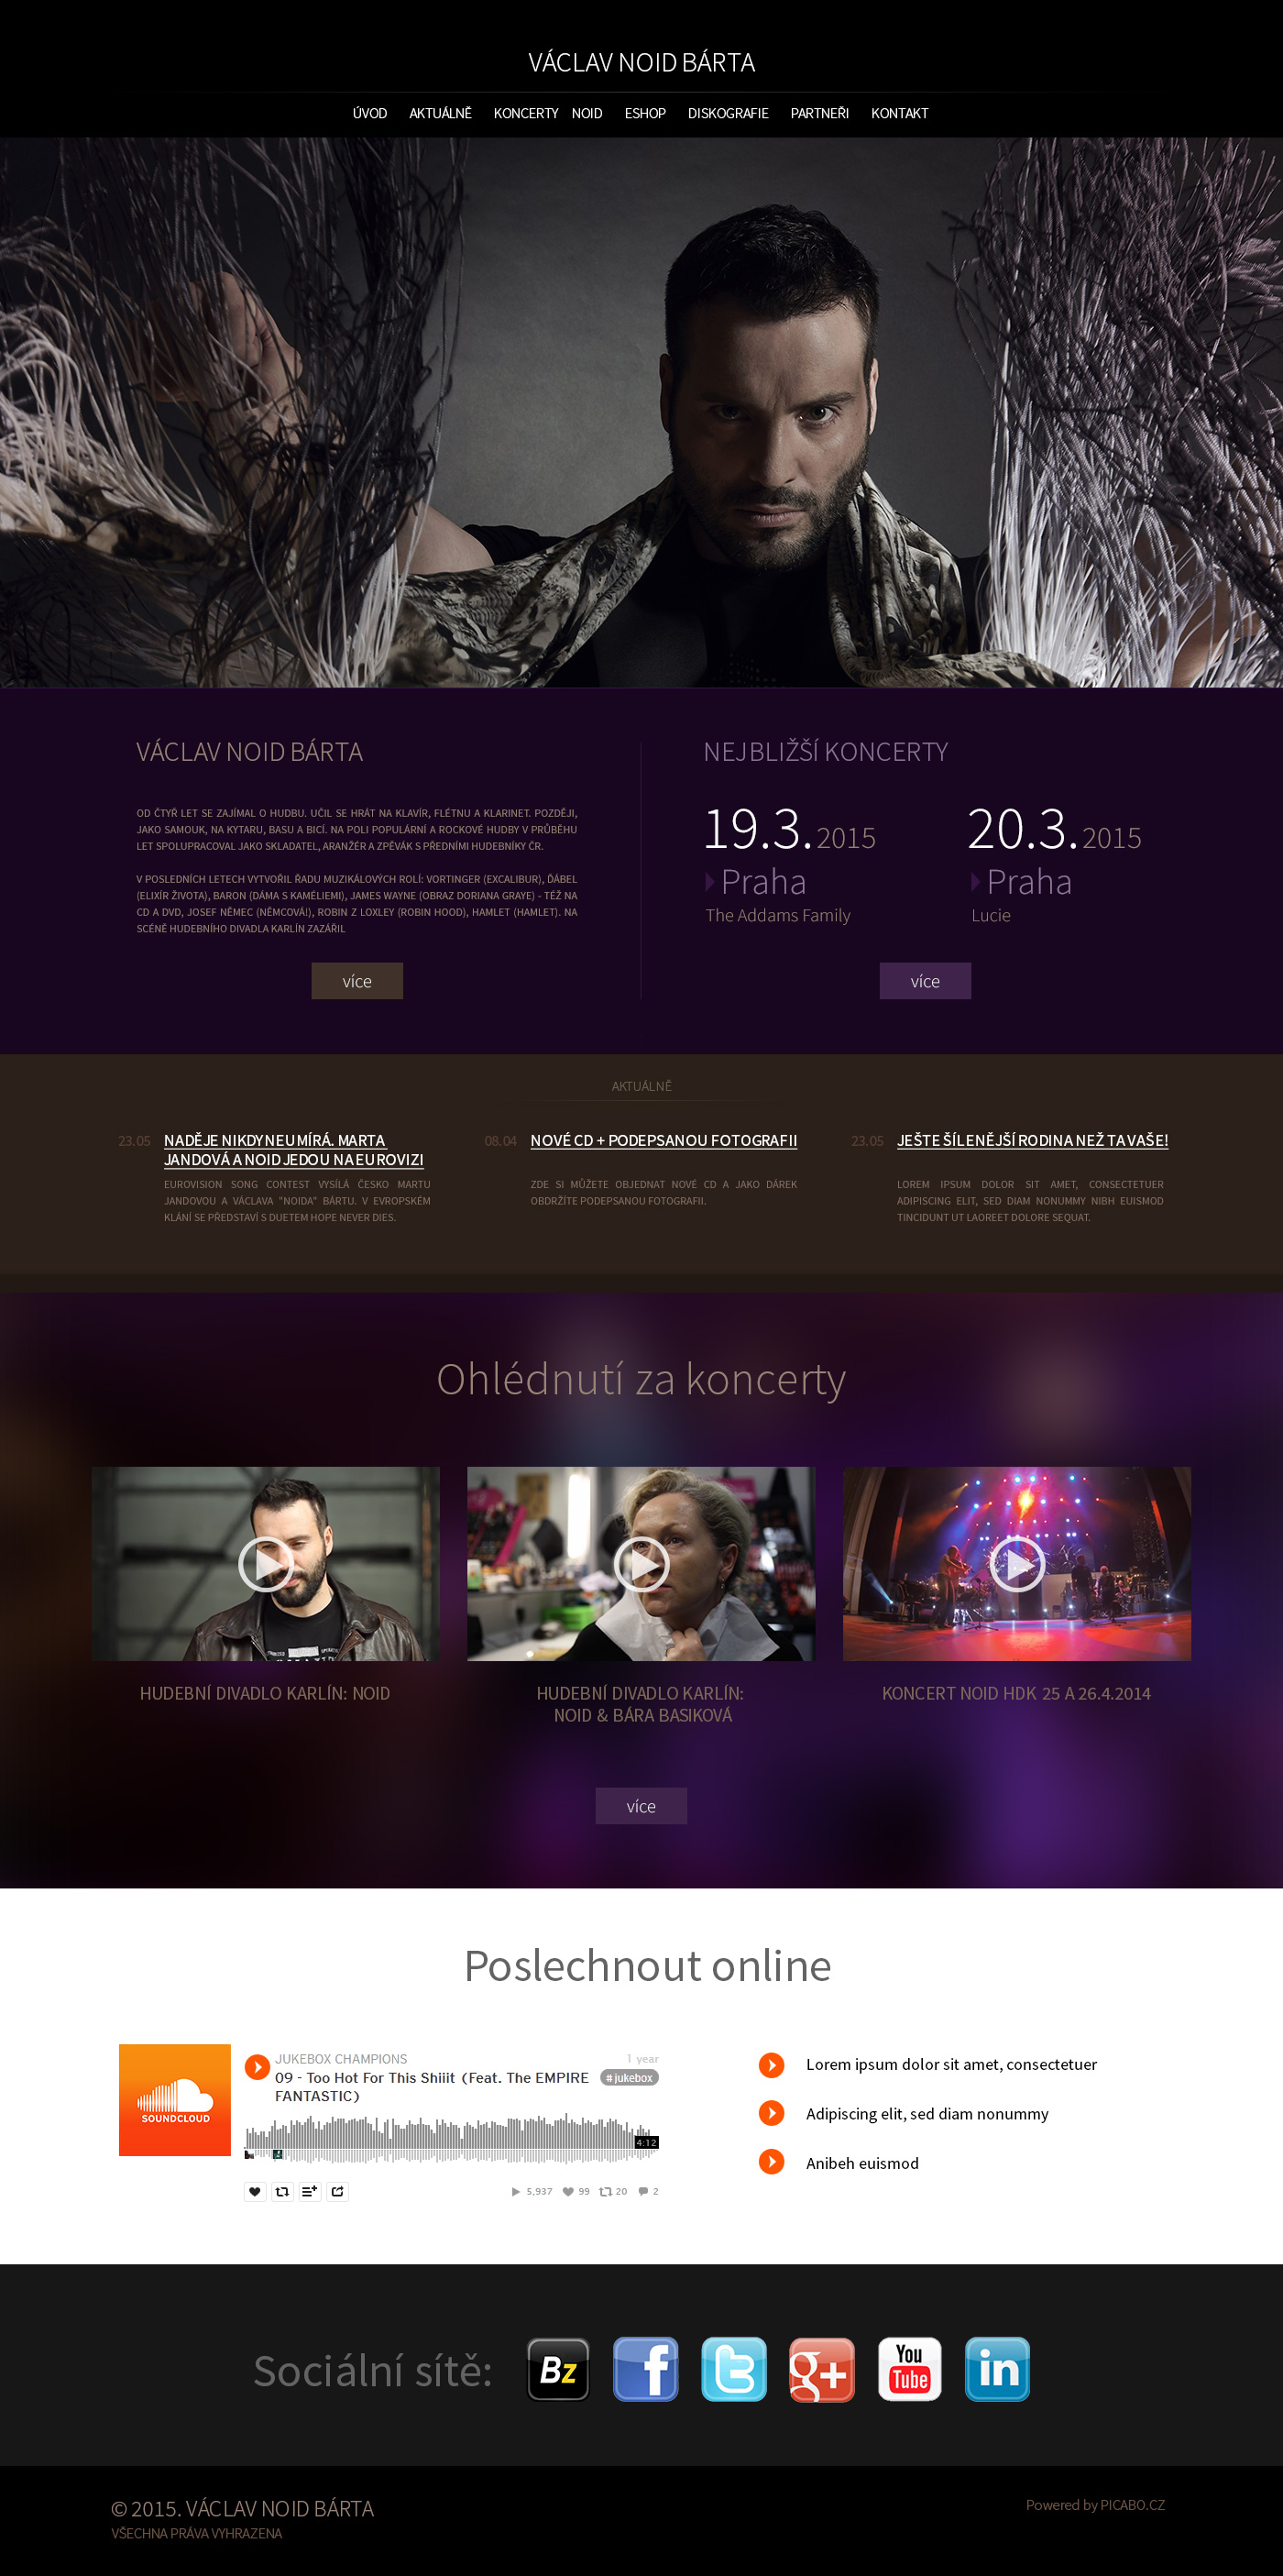 VÁCLAV NOID BÁRTA
ÚVOD AKTUÁLNĚ KONCERTY NOID ESHOP DISKOGRAFIE PARTNEŘI KONTAKT
VÁCLAV NOID BÁRTA
OD ČTYŘ LET SE ZAJÍMAL O HUDBU. UČIL SE HRÁT NA KLAVÍR, FLÉTNU A KLARINET. POZDĚJI,
JAKO SAMOUK, NA KYTARU, BASU A BICÍ. NA POLI POPULÁRNÍ A ROCKOVÉ HUDBY V PRŮBĚHU
LET SPOLUPRACOVAL JAKO SKLADATEL, ARANŽÉR A ZPĚVÁK S PŘEDNÍMI HUDEBNÍKY ČR.
V POSLEDNÍCH LETECH VYTVOŘIL ŘADU MUZIKÁLOVÝCH ROLÍ: VORTINGER (EXCALIBUR), ĎÁBEL
(ELIXÍR ŽIVOTA), BARON (DÁMA S KAMÉLIEMI), JAMES WAYNE (OBRAZ DORIANA GRAYE) - TÉŽ NA
CD A DVD, JOSEF NĚMEC (NĚMCOVÁ!), ROBIN Z LOXLEY (ROBIN HOOD), HAMLET (HAMLET). NA
SCÉNĚ HUDEBNÍHO DIVADLA KARLÍN ZAZÁŘIL
více
NEJBLIŽŠÍ KONCERTY
19.3. 2015
Praha
The Addams Family
20.3. 2015
Praha
Lucie
více
AKTUÁLNĚ
23.05 NADĚJE NIKDY NEUMÍRÁ. MARTA
JANDOVÁ A NOID JEDOU NA EUROVIZI
EUROVISION SONG CONTEST VYSÍLÁ ČESKO MARTU
JANDOVOU A VÁCLAVA "NOIDA" BÁRTU. V EVROPSKÉM
KLÁNÍ SE PŘEDSTAVÍ S DUETEM HOPE NEVER DIES.
08.04 NOVÉ CD + PODEPSANOU FOTOGRAFII
ZDE SI MŮŽETE OBJEDNAT NOVÉ CD A JAKO DÁREK
OBDRŽÍTE PODEPSANOU FOTOGRAFII.
23.05 JEŠTE ŠÍLENĚJŠÍ RODINA NEŽ TA VAŠE!
LOREM IPSUM DOLOR SIT AMET, CONSECTETUER
ADIPISCING ELIT, SED DIAM NONUMMY NIBH EUISMOD
TINCIDUNT UT LAOREET DOLORE SEQUAT.
Ohlédnutí za koncerty
HUDEBNÍ DIVADLO KARLÍN: NOID
HUDEBNÍ DIVADLO KARLÍN:
NOID & BÁRA BASIKOVÁ
KONCERT NOID HDK 25 A 26.4.2014
více
Poslechnout online
SOUNDCLOUD
JUKEBOX CHAMPIONS 1 year
09 - Too Hot For This Shiiit (Feat. The EMPIRE
FANTASTIC)
# jukebox
4:12
5,937 99 20 2
Lorem ipsum dolor sit amet, consectetuer
Adipiscing elit, sed diam nonummy
Anibeh euismod
Sociální sítě:
Bz f t g+ You Tube in
© 2015. VÁCLAV NOID BÁRTA
VŠECHNA PRÁVA VYHRAZENA
Powered by PICABO.CZ